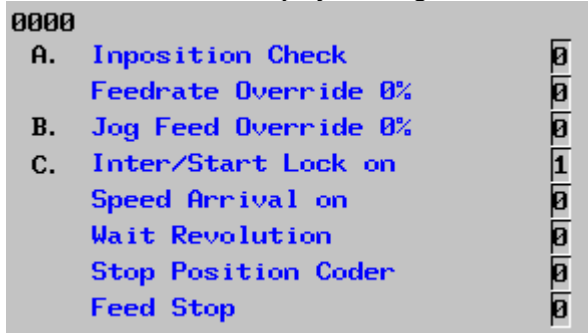 0000
A. Inposition Check 0
Feedrate Override 0% 0
B. Jog Feed Override 0% 0
C. Inter/Start Lock on 1
Speed Arrival on 0
Wait Revolution 0
Stop Position Coder 0
Feed Stop 0